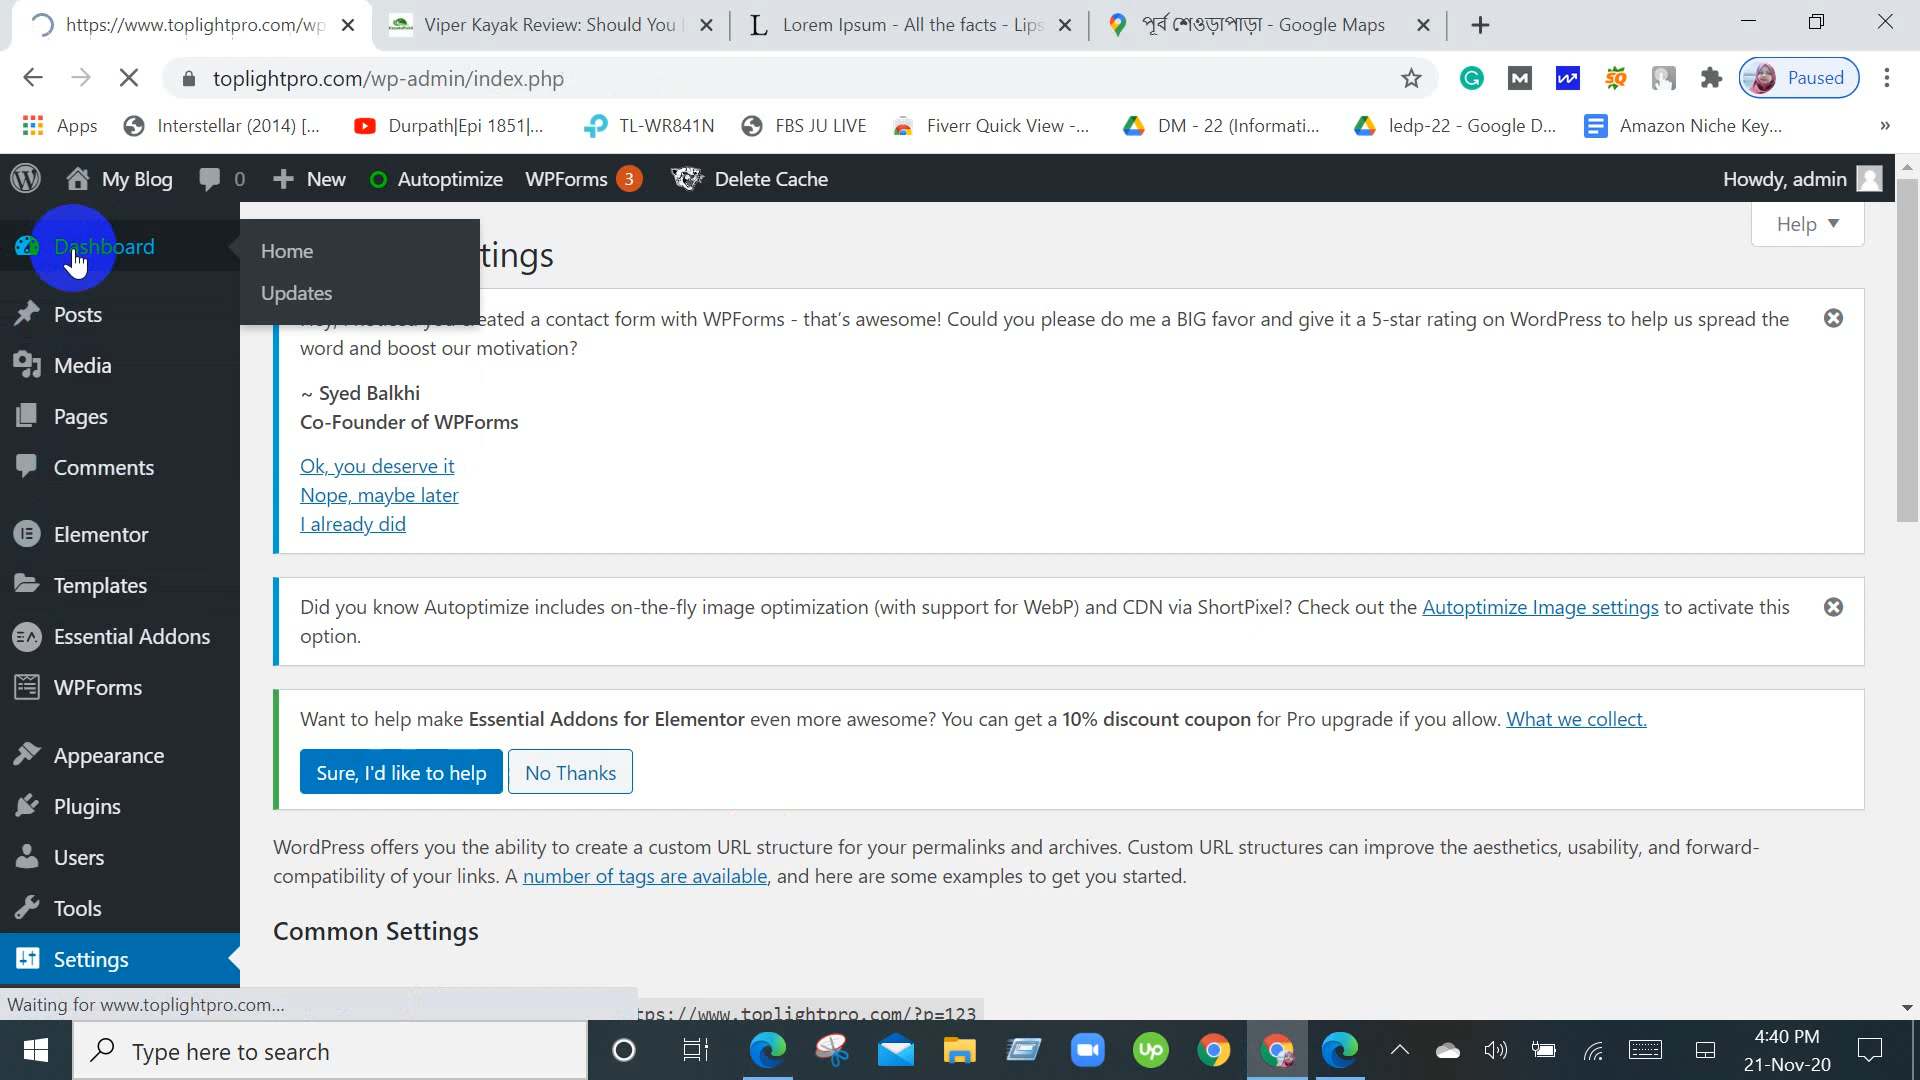 https://www.toplightpro.com/wp
Viper Kayak Review: Should You
Lorem Ipsum - All the facts - Lips
পূর্ব শেওড়াপাড়া - Google Maps
toplightpro.com/wp-admin/index.php
Paused
Apps
Interstellar (2014) [...
Durpath|Epi 1851|...
TL-WR841N
FBS JU LIVE
Fiverr Quick View -...
DM - 22 (Informati...
ledp-22 - Google D...
Amazon Niche Key...
»
My Blog
0
New
Autoptimize
WPForms 3
Delete Cache
Howdy, admin
Dashboard
Home
Updates
tings
Help
Posts
Media
Pages
Comments
Elementor
Templates
Essential Addons
WPForms
Appearance
Plugins
Users
Tools
Settings
eated a contact form with WPForms - that's awesome! Could you please do me a BIG favor and give it a 5-star rating on WordPress to help us spread the
word and boost our motivation?
~ Syed Balkhi
Co-Founder of WPForms
Ok, you deserve it
Nope, maybe later
I already did
Did you know Autoptimize includes on-the-fly image optimization (with support for WebP) and CDN via ShortPixel? Check out the Autoptimize Image settings to activate this
option.
Want to help make Essential Addons for Elementor even more awesome? You can get a 10% discount coupon for Pro upgrade if you allow. What we collect.
Sure, I'd like to help
No Thanks
WordPress offers you the ability to create a custom URL structure for your permalinks and archives. Custom URL structures can improve the aesthetics, usability, and forward-
compatibility of your links. A number of tags are available, and here are some examples to get you started.
Common Settings
Waiting for www.toplightpro.com...
tps://www.toplightpro.com/?p=123
Type here to search
4:40 PM
21-Nov-20